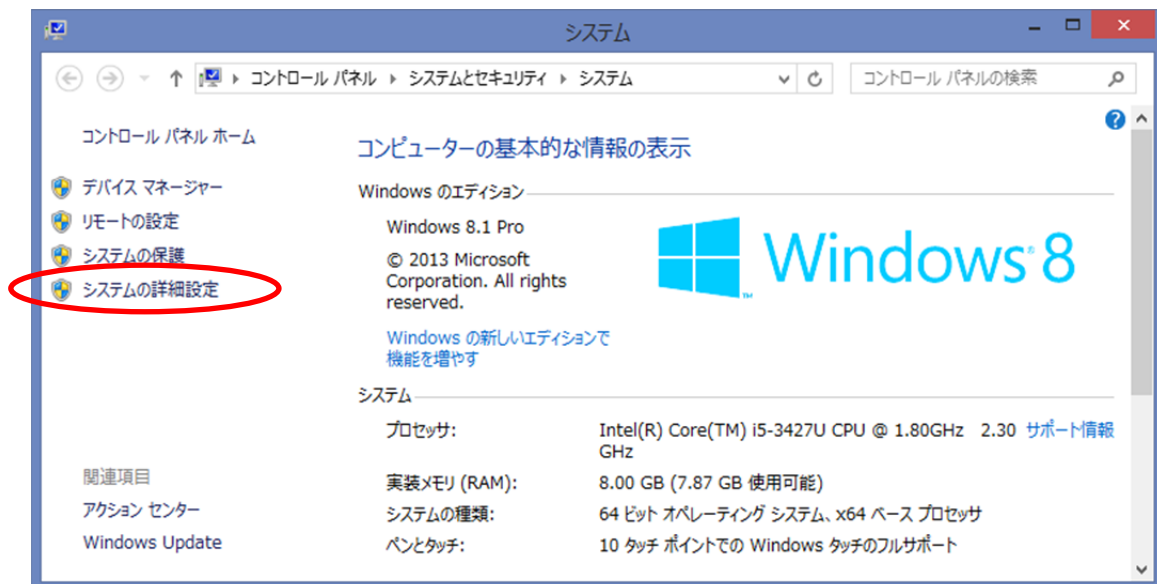 システム
コントロール パネル ▸ システムとセキュリティ ▸ システム
コントロール パネルの検索
コントロール パネル ホーム
デバイス マネージャー
リモートの設定
システムの保護
システムの詳細設定
関連項目
アクション センター
Windows Update
コンピューターの基本的な情報の表示
Windows のエディション
Windows 8.1 Pro
© 2013 Microsoft
Corporation. All rights
reserved.
Windows の新しいエディションで
機能を増やす
Windows® 8
TM
システム
プロセッサ: Intel(R) Core(TM) i5-3427U CPU @ 1.80GHz 2.30 サポート情報
GHz
実装メモリ (RAM): 8.00 GB (7.87 GB 使用可能)
システムの種類: 64 ビット オペレーティング システム、x64 ベース プロセッサ
ペンとタッチ: 10 タッチ ポイントでの Windows タッチのフルサポート